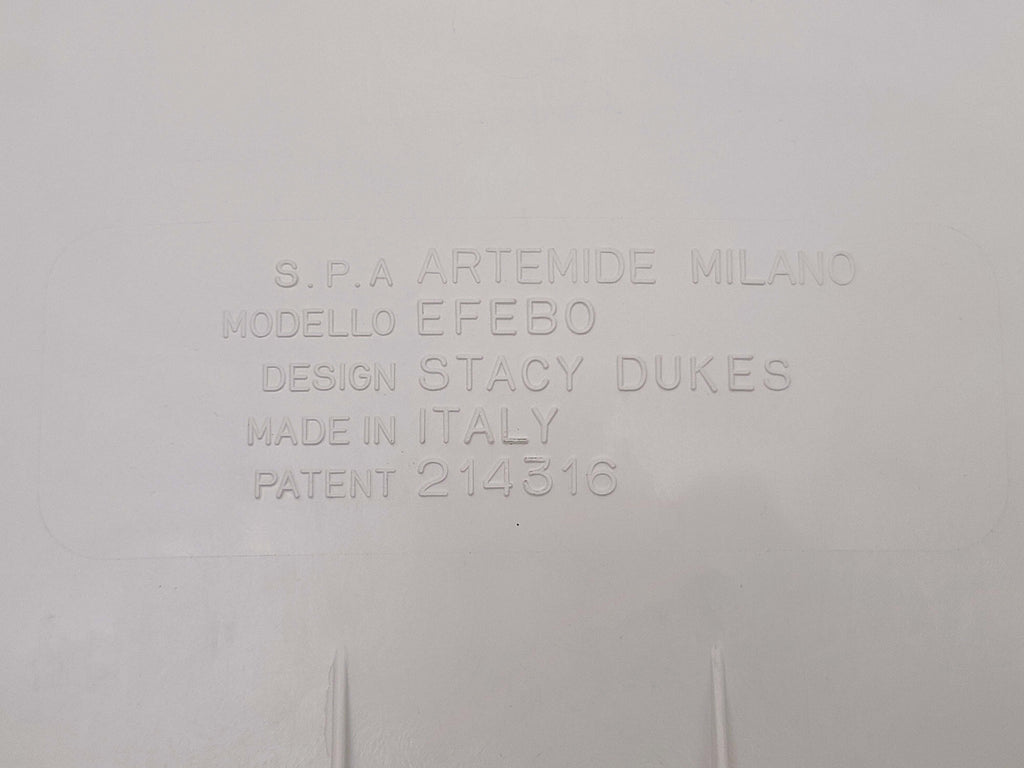 S.P.A ARTEMIDE MILANO
MODELLO EFEBO
DESIGN STACY DUKES
MADE IN ITALY
PATENT 214316